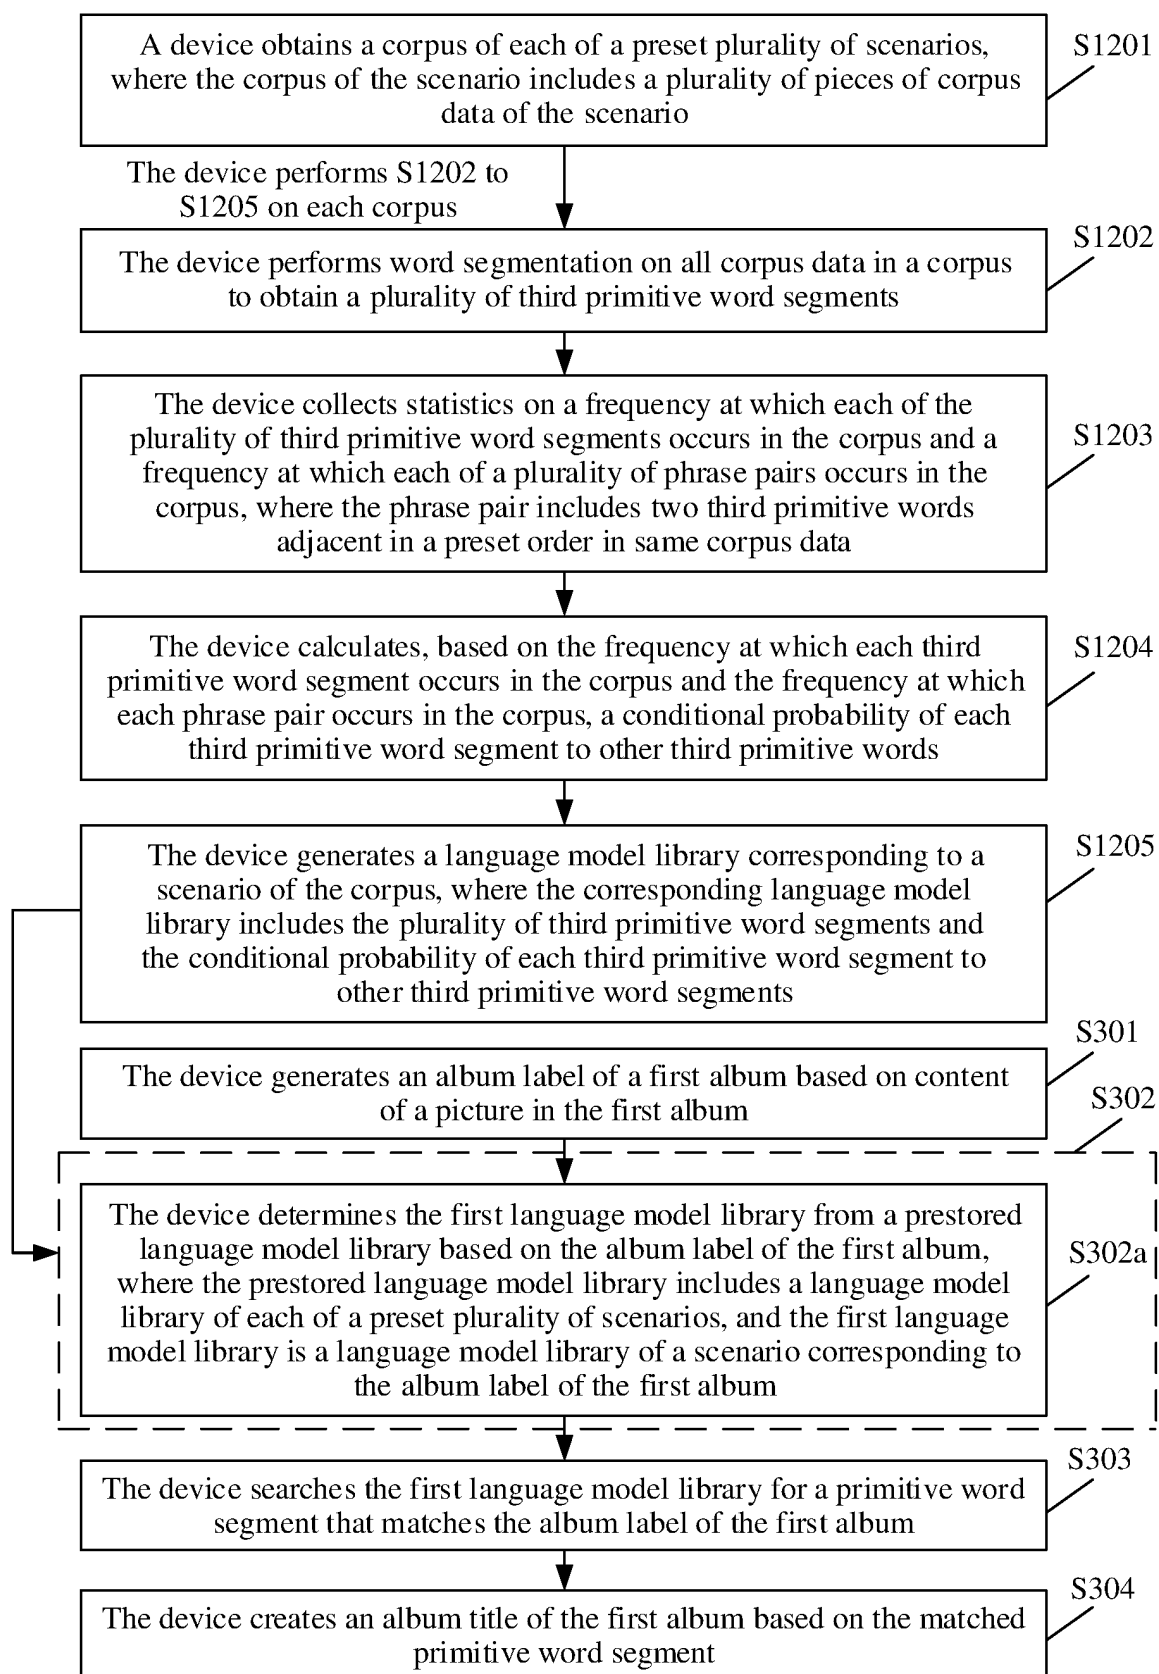 A device obtains a corpus of each of a preset plurality of scenarios,
where the corpus of the scenario includes a plurality of pieces of corpus
data of the scenario
S1201
The device performs S1202 to
S1205 on each corpus
S1202
The device performs word segmentation on all corpus data in a corpus
to obtain a plurality of third primitive word segments
The device collects statistics on a frequency at which each of the
plurality of third primitive word segments occurs in the corpus and a
frequency at which each of a plurality of phrase pairs occurs in the
corpus, where the phrase pair includes two third primitive words
adjacent in a preset order in same corpus data
S1203
The device calculates, based on the frequency at which each third
primitive word segment occurs in the corpus and the frequency at which
each phrase pair occurs in the corpus, a conditional probability of each
third primitive word segment to other third primitive words
S1204
The device generates a language model library corresponding to a
scenario of the corpus, where the corresponding language model
library includes the plurality of third primitive word segments and
the conditional probability of each third primitive word segment to
other third primitive word segments
S1205
S301
The device generates an album label of a first album based on content
of a picture in the first album
S302
The device determines the first language model library from a prestored
language model library based on the album label of the first album,
where the prestored language model library includes a language model
library of each of a preset plurality of scenarios, and the first language
model library is a language model library of a scenario corresponding to
the album label of the first album
S302a
S303
The device searches the first language model library for a primitive word
segment that matches the album label of the first album
S304
The device creates an album title of the first album based on the matched
primitive word segment